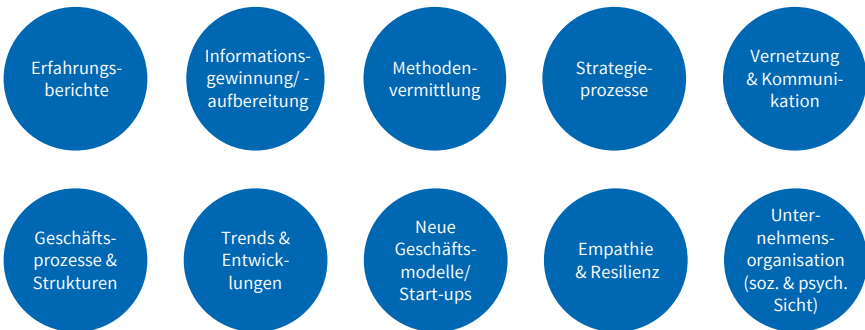 Erfahrungs-
berichte
Informations-
gewinnung/ -
aufbereitung
Methoden-
vermittlung
Strategie-
prozesse
Vernetzung
& Kommuni-
kation
Geschäfts-
prozesse &
Strukturen
Trends &
Entwick-
lungen
Neue
Geschäfts-
modelle/
Start-ups
Empathie
& Resilienz
Unter-
nehmens-
organisation
(soz. & psych.
Sicht)